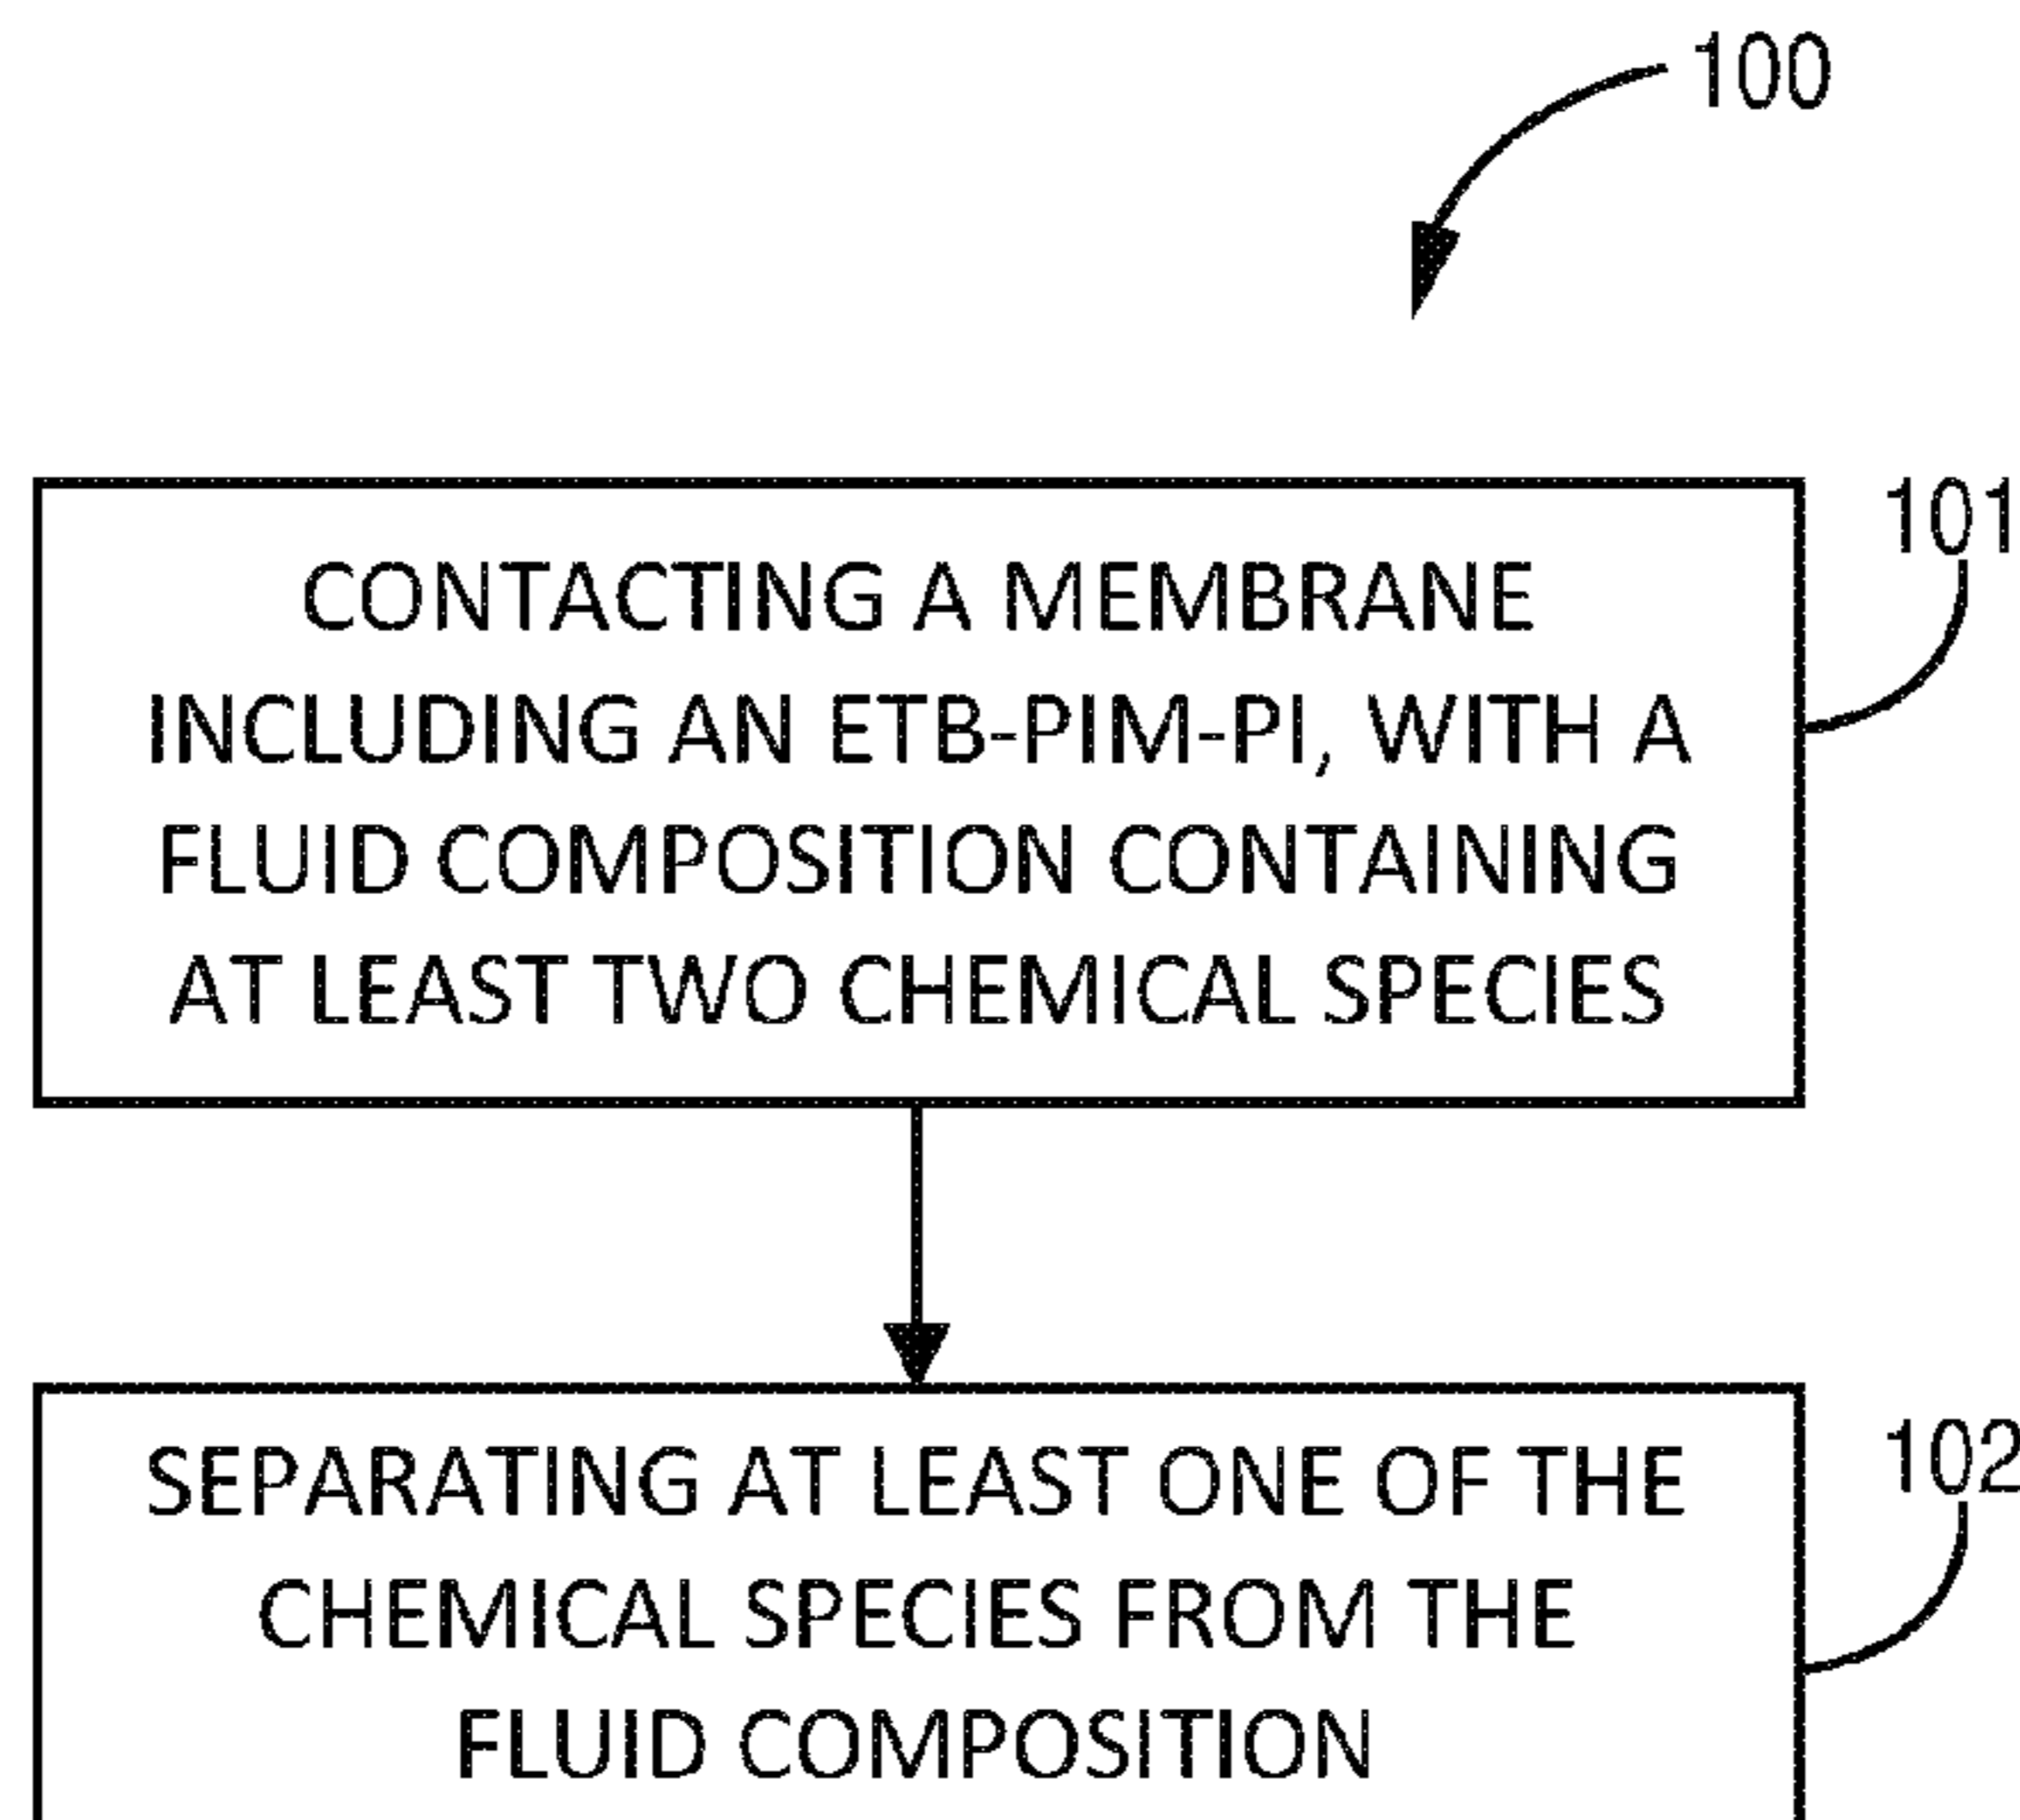 100
101
CONTACTING A MEMBRANE
INCLUDING AN ETB-PIM-PI, WITH A
FLUID COMPOSITION CONTAINING
AT LEAST TWO CHEMICAL SPECIES
102
SEPARATING AT LEAST ONE OF THE
CHEMICAL SPECIES FROM THE
FLUID COMPOSITION